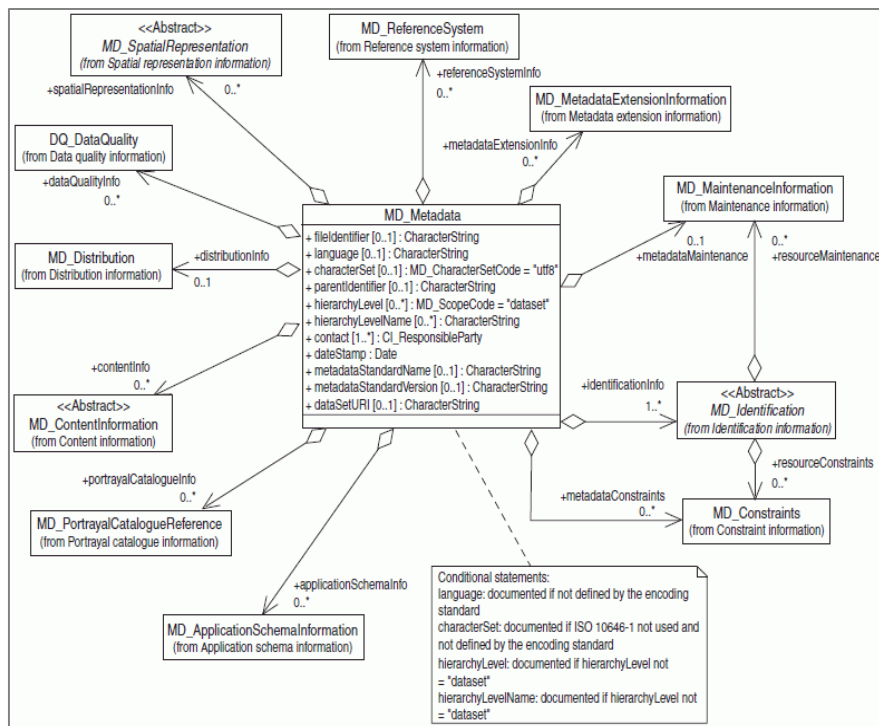 <<Abstract>>
MD_SpatialRepresentation
(from Spatial representation information)
+spatialRepresentationInfo
0..*
MD_ReferenceSystem
(from Reference system information)
+referenceSystemInfo
0..*
MD_MetadataExtensionInformation
(from Metadata extension information)
+metadataExtensionInfo
0..*
DQ_DataQuality
(from Data quality information)
+dataQualityInfo
0..*
MD_Distribution
(from Distribution information)
+distributionInfo
0..1
MD_Metadata
+ fileIdentifier [0..1] : CharacterString
+ language [0..1] : CharacterString
+ characterSet [0..1] : MD_CharacterSetCode = "utf8"
+ parentIdentifier [0..1] : CharacterString
+ hierarchyLevel [0..*] : MD_ScopeCode = "dataset"
+ hierarchyLevelName [0..*] : CharacterString
+ contact [1..*] : CI_ResponsibleParty
+ dateStamp : Date
+ metadataStandardName [0..1] : CharacterString
+ metadataStandardVersion [0..1] : CharacterString
+ dataSetURI [0..1] : CharacterString
MD_MaintenanceInformation
(from Maintenance information)
0..1
+metadataMaintenance
0..*
+resourceMaintenance
+contentInfo
0..*
<<Abstract>>
MD_ContentInformation
(from Content information)
+identificationInfo
1..*
<<Abstract>>
MD_Identification
(from Identification information)
+resourceConstraints
0..*
+metadataConstraints
0..*
MD_Constraints
(from Constraint information)
+portrayalCatalogueInfo
0..*
MD_PortrayalCatalogueReference
(from Portrayal catalogue information)
+applicationSchemaInfo
0..*
MD_ApplicationSchemaInformation
(from Application schema information)
Conditional statements:
language: documented if not defined by the encoding
standard
characterSet: documented if ISO 10646-1 not used and
not defined by the encoding standard
hierarchyLevel: documented if hierarchyLevel not
= "dataset"
hierarchyLevelName: documented if hierarchyLevel not
= "dataset"